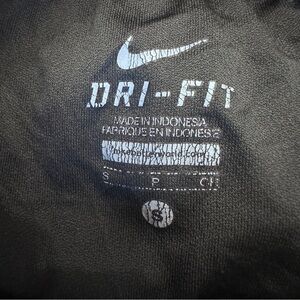 DRI-FIT
MADE IN INDONESIA
FABRIQUE EN INDONESIE
S P CH
S